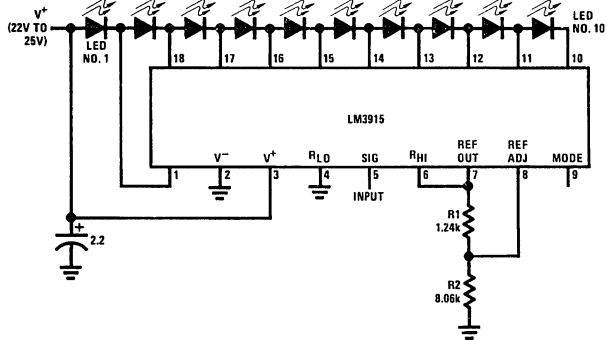 V+
(22V TO
25V)
LED
NO. 1
LED
NO. 10
18
17
16
15
14
13
12
11
10
LM3915
V−
V+
RLO
SIG
RHI
REF
OUT
REF
ADJ
MODE
1
2
3
4
5
6
7
8
9
INPUT
+
2.2
R1
1.24k
R2
8.06k